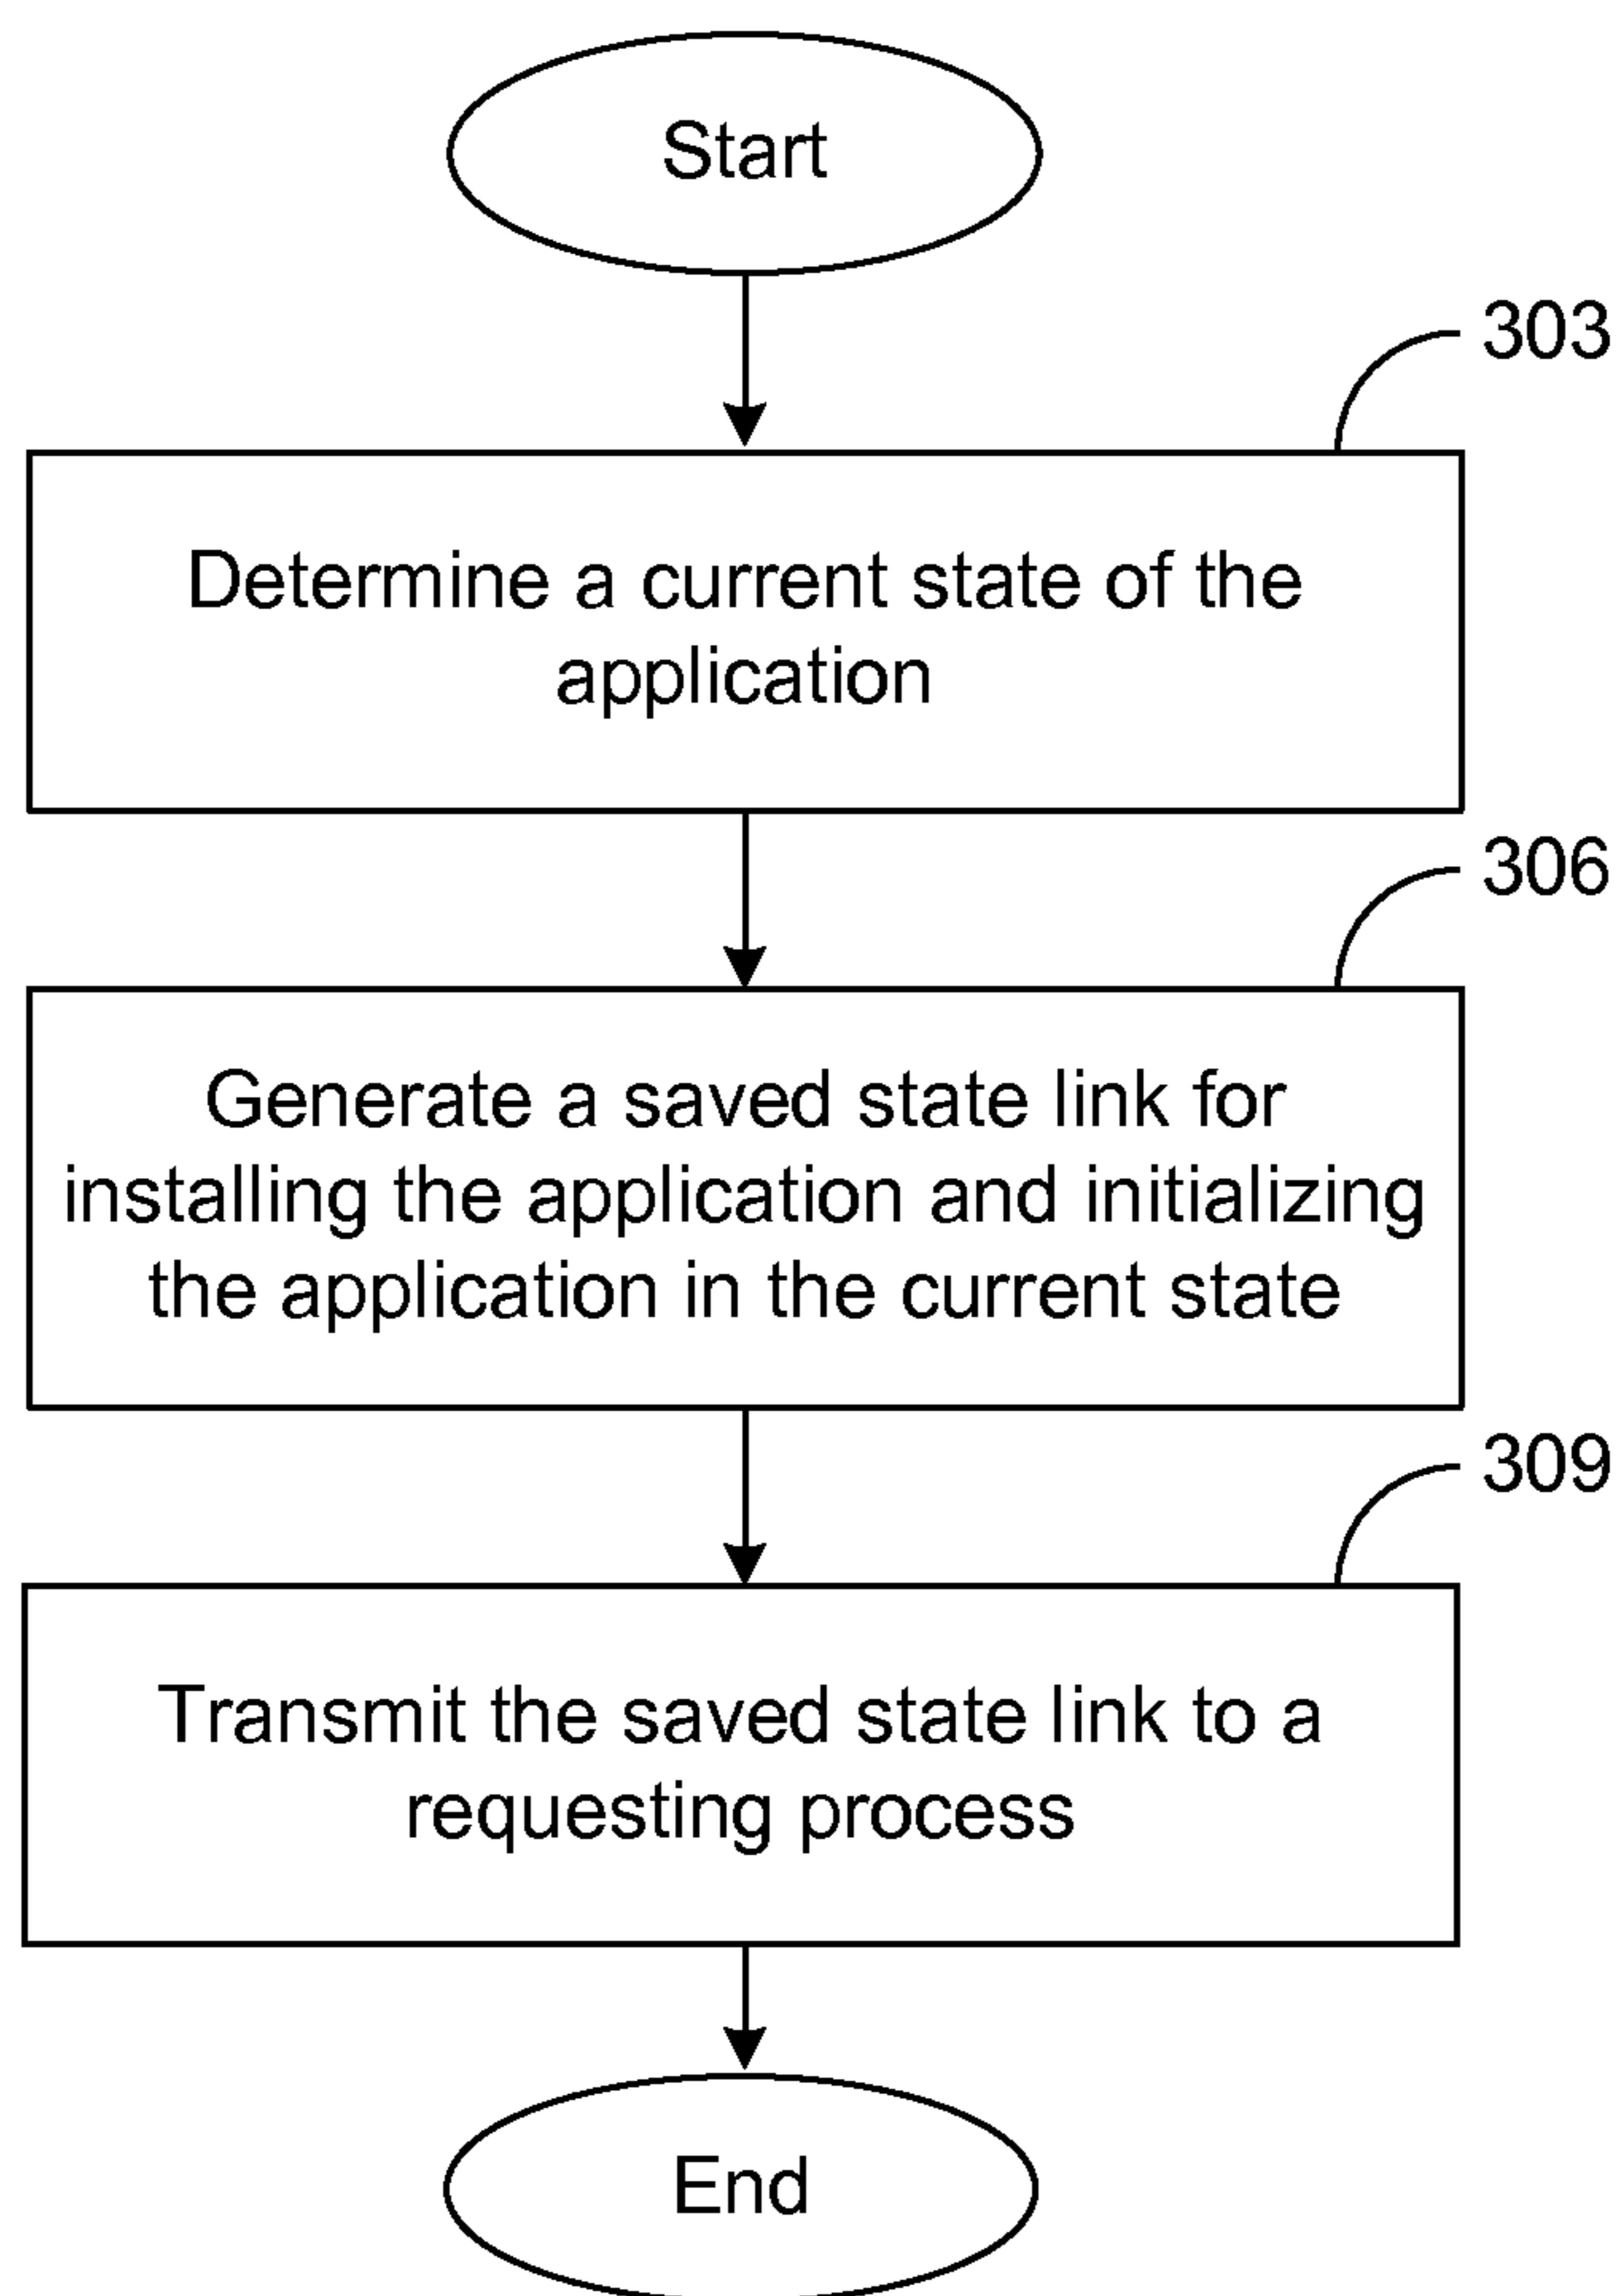 Start
303
Determine a current state of the
application
306
Generate a saved state link for
installing the application and initializing
the application in the current state
309
Transmit the saved state link to a
requesting process
End